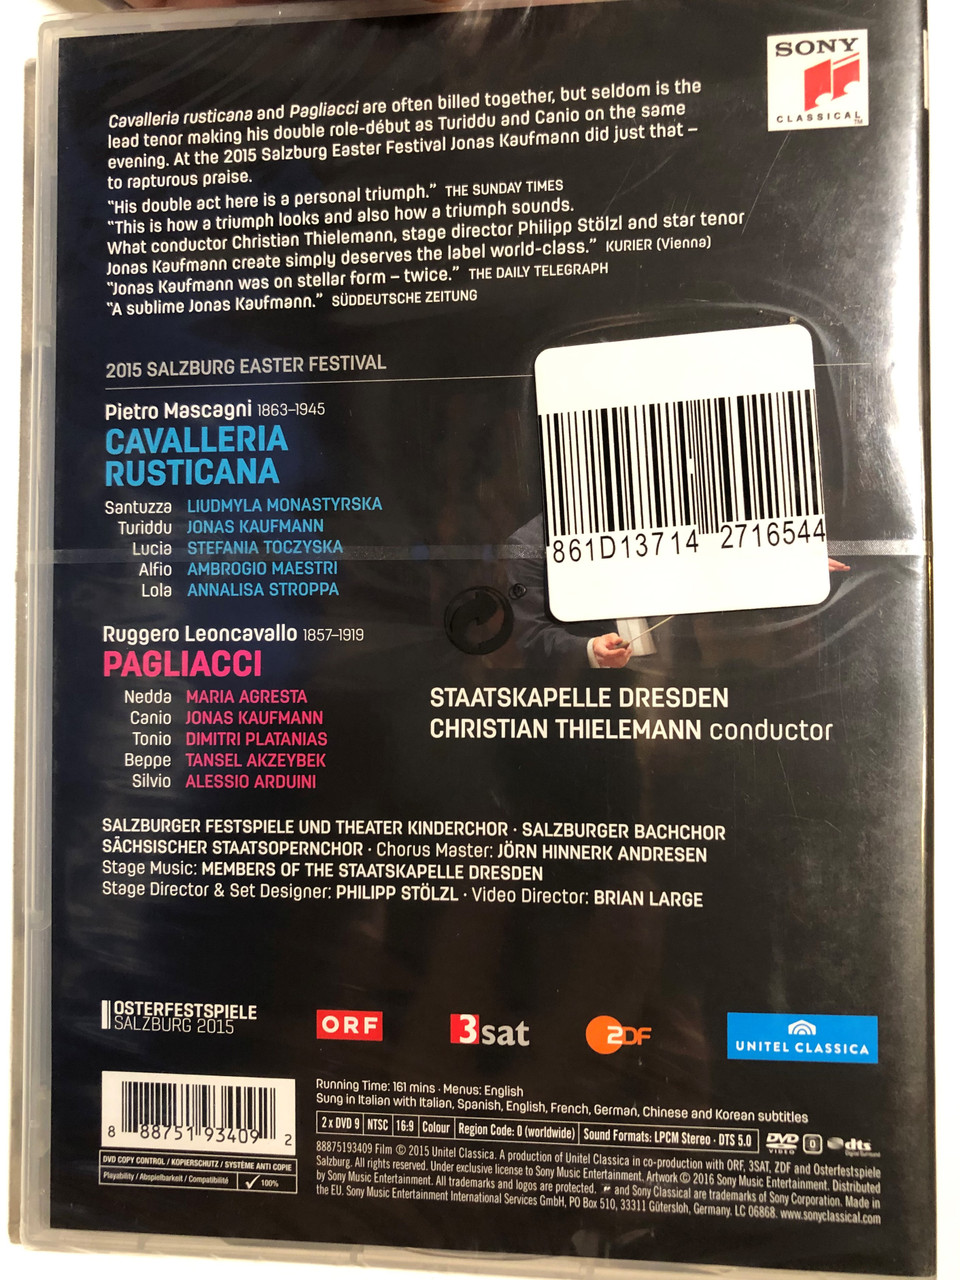 SONY
CLASSICAL™
Cavalleria rusticana and Pagliacci are often billed together, but seldom is the
lead tenor making his double role-début as Turiddu and Canio on the same
evening. At the 2015 Salzburg Easter Festival Jonas Kaufmann did just that –
to rapturous praise.
“His double act here is a personal triumph.” THE SUNDAY TIMES
“This is how a triumph looks and also how a triumph sounds.
What conductor Christian Thielemann, stage director Philipp Stölzl and star tenor
Jonas Kaufmann create simply deserves the label world-class.” KURIER (Vienna)
“Jonas Kaufmann was on stellar form – twice.” THE DAILY TELEGRAPH
“A sublime Jonas Kaufmann.” SÜDDEUTSCHE ZEITUNG
2015 SALZBURG EASTER FESTIVAL
Pietro Mascagni 1863–1945
CAVALLERIA
RUSTICANA
Santuzza LIUDMYLA MONASTYRSKA
Turiddu JONAS KAUFMANN
Lucia STEFANIA TOCZYSKA
Alfio AMBROGIO MAESTRI
Lola ANNALISA STROPPA
861D13714 2716544
Ruggero Leoncavallo 1857–1919
PAGLIACCI
Nedda MARIA AGRESTA
Canio JONAS KAUFMANN
Tonio DIMITRI PLATANIAS
Beppe TANSEL AKZEYBEK
Silvio ALESSIO ARDUINI
STAATSKAPELLE DRESDEN
CHRISTIAN THIELEMANN conductor
SALZBURGER FESTSPIELE UND THEATER KINDERCHOR · SALZBURGER BACHCHOR
SÄCHSISCHER STAATSOPERNCHOR · Chorus Master: JÖRN HINNERK ANDRESEN
Stage Music: MEMBERS OF THE STAATSKAPELLE DRESDEN
Stage Director & Set Designer: PHILIPP STÖLZL · Video Director: BRIAN LARGE
OSTERFESTSPIELE
SALZBURG 2015
ORF
3sat
2DF
UNITEL CLASSICA
8 88751 93409 2
DVD COPY CONTROL / KOPIERSCHUTZ / SYSTÈME ANTI COPIE
Playability / Abspielbarkeit / Compatibilité 100%
Running Time: 161 mins · Menus: English
Sung in Italian with Italian, Spanish, English, French, German, Chinese and Korean subtitles
2 x DVD 9 NTSC 16:9 Colour Region Code: 0 (worldwide) Sound Formats: LPCM Stereo · DTS 5.0
DVD VIDEO 0 dts Digital Surround
88875193409 Film © 2015 Unitel Classica. A production of Unitel Classica in co-production with ORF, 3SAT, ZDF and Osterfestspiele
Salzburg. All rights reserved. Under exclusive license to Sony Music Entertainment. Artwork © 2016 Sony Music Entertainment. Distributed
by Sony Music Entertainment. All trademarks and logos are protected. and Sony Classical are trademarks of Sony Corporation. Made in
the EU. Sony Music Entertainment International Services GmbH, PO Box 510, 33311 Gütersloh, Germany. LC 06868. www.sonyclassical.com